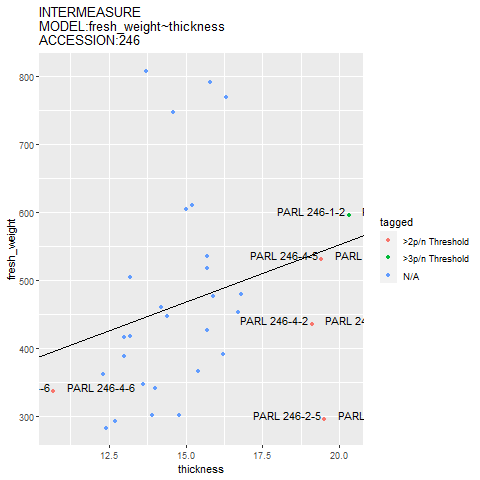 INTERMEASURE
MODEL:fresh_weight~thickness
ACCESSION:246
800
700
600
500
400
300
fresh_weight
PARL 246-1-2
PARL 246-4-5
PARL
PARL 246-4-2
PARL 24
-6
PARL 246-4-6
PARL 246-2-5
PARL
12.5
15.0
17.5
20.0
thickness
tagged
>2p/n Threshold
>3p/n Threshold
N/A